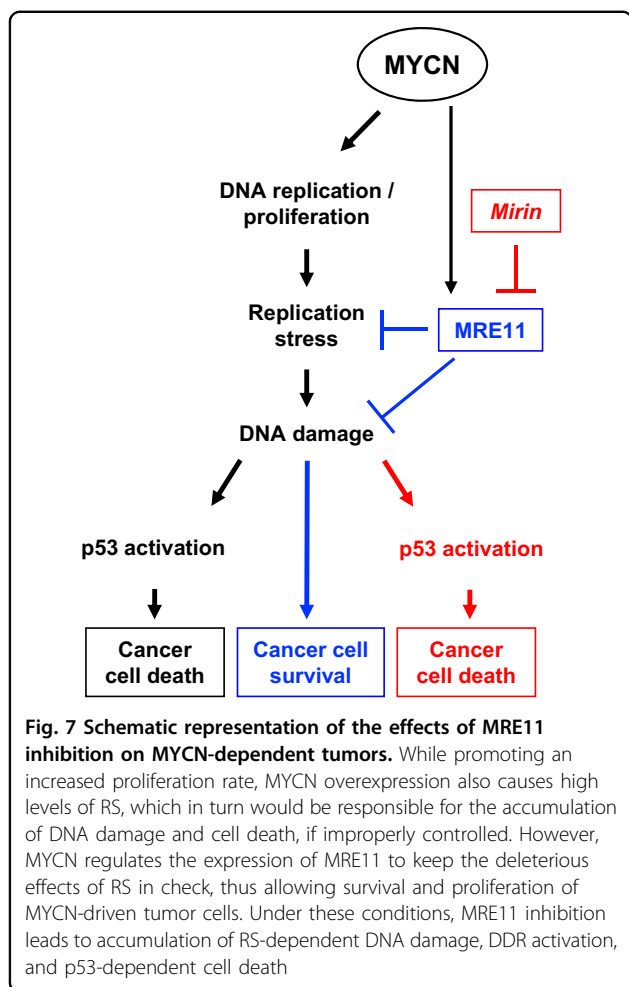 MYCN
DNA replication /
proliferation
Mirin
Replication
stress
MRE11
DNA damage
p53 activation
p53 activation
Cancer
cell death
Cancer cell
survival
Cancer
cell death
Fig. 7 Schematic representation of the effects of MRE11
inhibition on MYCN-dependent tumors. While promoting an
increased proliferation rate, MYCN overexpression also causes high
levels of RS, which in turn would be responsible for the accumulation
of DNA damage and cell death, if improperly controlled. However,
MYCN regulates the expression of MRE11 to keep the deleterious
effects of RS in check, thus allowing survival and proliferation of
MYCN-driven tumor cells. Under these conditions, MRE11 inhibition
leads to accumulation of RS-dependent DNA damage, DDR activation,
and p53-dependent cell death